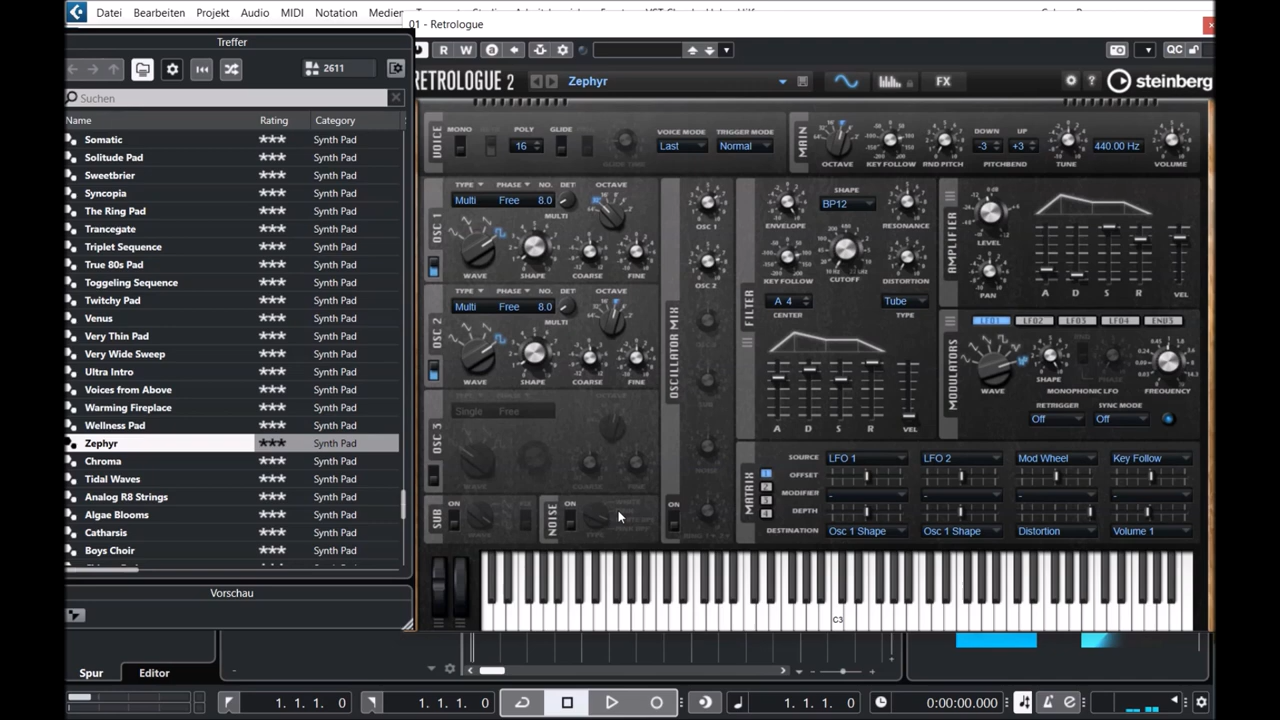 Datei Bearbeiten Projekt Audio MIDI Notation Medien
01 - Retrologue
Treffer
R W
QC
2611
RETROLOGUE 2 Zephyr FX ? steinberg
Suchen
Name Rating Category
Somatic *** Synth Pad
Solitude Pad *** Synth Pad
Sweetbrier *** Synth Pad
Syncopia *** Synth Pad
The Ring Pad *** Synth Pad
Trancegate *** Synth Pad
Triplet Sequence *** Synth Pad
True 80s Pad *** Synth Pad
Toggeling Sequence *** Synth Pad
Twitchy Pad *** Synth Pad
Venus *** Synth Pad
Very Thin Pad *** Synth Pad
Very Wide Sweep *** Synth Pad
Ultra Intro *** Synth Pad
Voices from Above *** Synth Pad
Warming Fireplace *** Synth Pad
Wellness Pad *** Synth Pad
Zephyr *** Synth Pad
Chroma *** Synth Pad
Tidal Waves *** Synth Pad
Analog R8 Strings *** Synth Pad
Algae Blooms *** Synth Pad
Catharsis *** Synth Pad
Boys Choir *** Synth Pad
Vorschau
Spur Editor
VOICE MONO POLY GLIDE VOICE MODE TRIGGER MODE
16 Last Normal
MAIN OCTAVE KEY FOLLOW RND PITCH DOWN UP PITCHBEND TUNE VOLUME
-3 +3 440.00 Hz
OSC 1 TYPE PHASE NO. DET OCTAVE
Multi Free 8.0
MULTI
WAVE SHAPE COARSE FINE
OSC 2 TYPE PHASE NO. DET OCTAVE
Multi Free 8.0
MULTI
WAVE SHAPE COARSE FINE
OSC 3
Single Free
SUB ON
NOISE ON
OSCILLATOR MIX
OSC 1
OSC 2
ON
FILTER SHAPE
BP12
ENVELOPE RESONANCE
KEY FOLLOW CUTOFF DISTORTION
A 4 Tube
CENTER TYPE
A D S R VEL
AMPLIFIER
LEVEL
PAN
A D S R VEL
MODULATORS
LFO1 LFO2 LFO3 LFO4 ENV3
WAVE SHAPE MONOPHONIC LFO FREQUENCY
RETRIGGER SYNC MODE
Off Off
MATRIX 1 2 3 4
SOURCE LFO 1 LFO 2 Mod Wheel Key Follow
OFFSET
MODIFIER - - - -
DEPTH
DESTINATION Osc 1 Shape Osc 1 Shape Distortion Volume 1
C3
1. 1. 1. 0 1. 1. 1. 0 1. 1. 1. 0 0:00:00.000